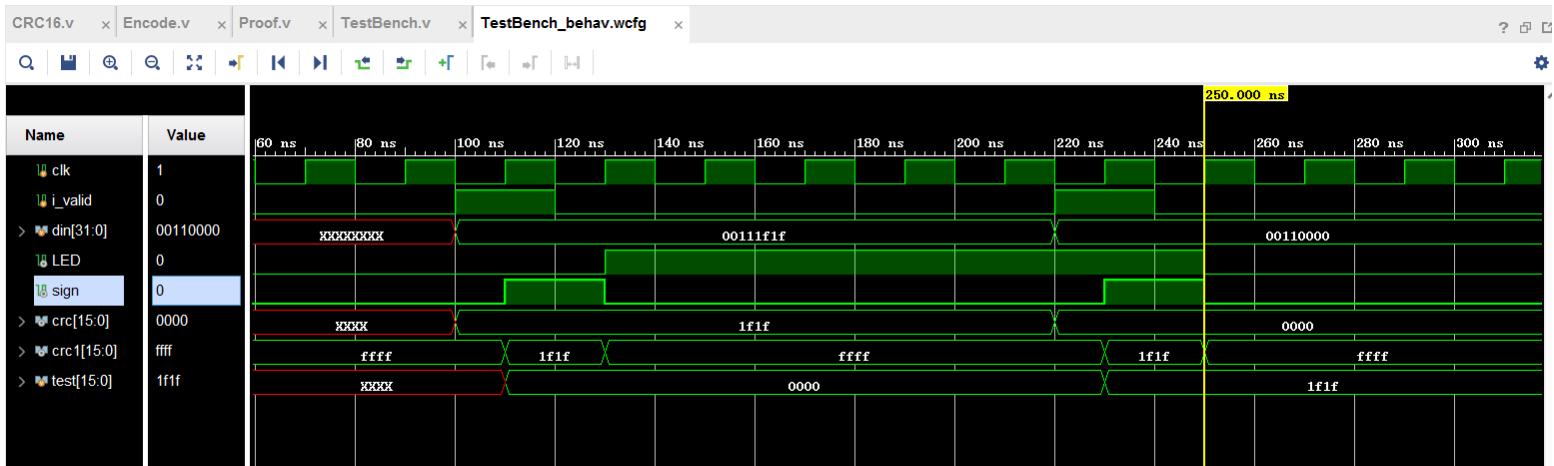 CRC16.v × Encode.v × Proof.v × TestBench.v × TestBench_behav.wcfg ×
?
250.000 ns
Name Value
60 ns 80 ns 100 ns 120 ns 140 ns 160 ns 180 ns 200 ns 220 ns 240 ns 260 ns 280 ns 300 ns
clk 1
i_valid 0
din[31:0] 00110000 XXXXXXXX 00111f1f 00110000
LED 0
sign 0
crc[15:0] 0000 XXXX 1f1f 0000
crc1[15:0] ffff ffff 1f1f ffff 1f1f ffff
test[15:0] 1f1f XXXX 0000 1f1f